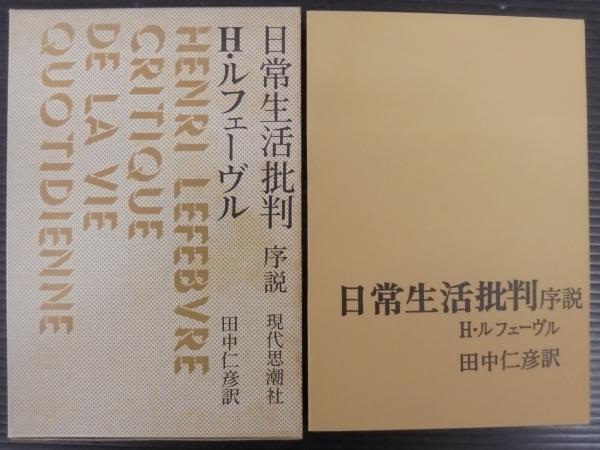 日常生活批判 序説 現代思潮社
H・ルフェーヴル 田中仁彦訳
HENRI LEFEBVRE
CRITIQUE
DE LA VIE
QUOTIDIENNE
日常生活批判序説
H・ルフェーヴル
田中仁彦訳